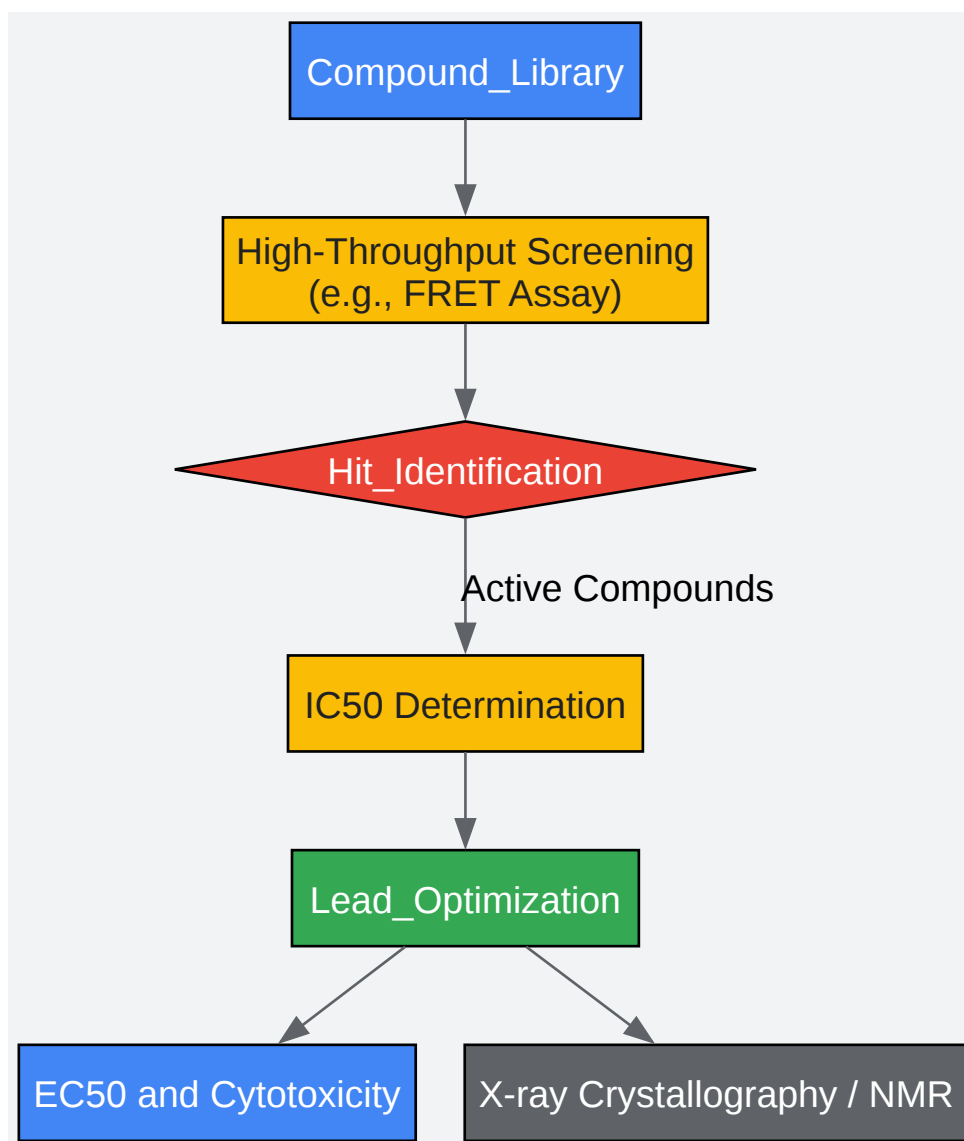 Compound_Library
High-Throughput Screening
(e.g., FRET Assay)
Hit_Identification
Active Compounds
IC50 Determination
Lead_Optimization
EC50 and Cytotoxicity
X-ray Crystallography / NMR